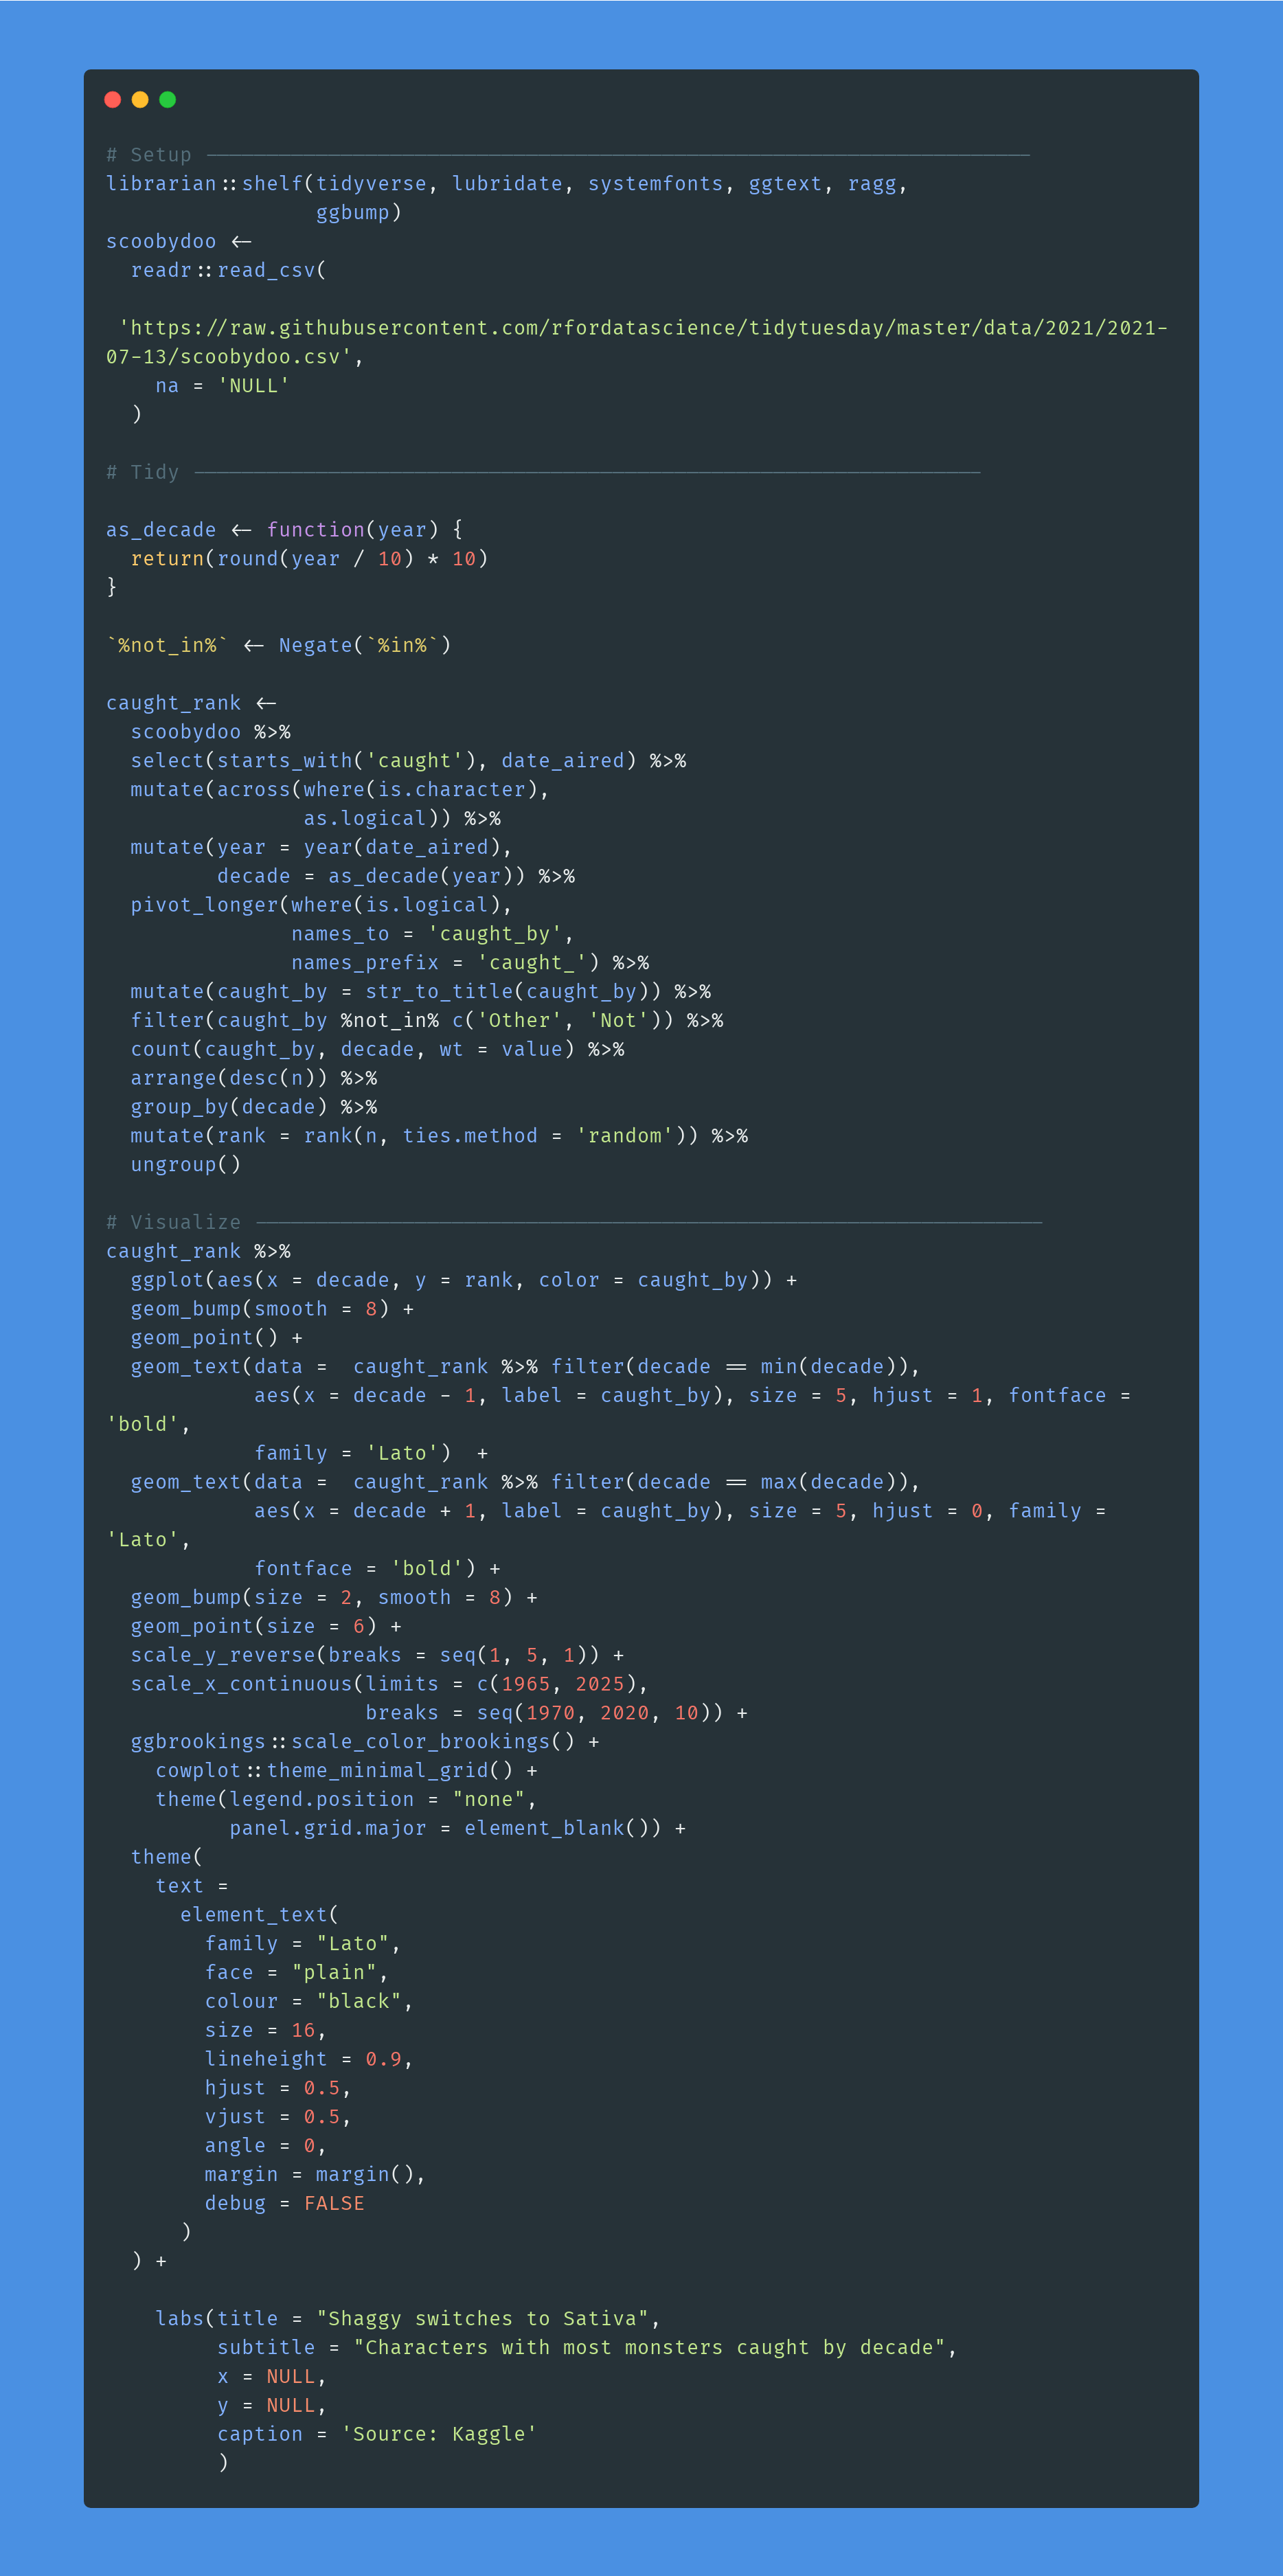 # Setup -------------------------------------------------------------------
librarian::shelf(tidyverse, lubridate, systemfonts, ggtext, ragg,
                 ggbump)
scoobydoo <-
  readr::read_csv(
 'https://raw.githubusercontent.com/rfordatascience/tidytuesday/master/data/2021/2021-
07-13/scoobydoo.csv',
    na = 'NULL'
  )
# Tidy ----------------------------------------------------------------
as_decade <- function(year) {
  return(round(year / 10) * 10)
}
`%not_in%` <- Negate(`%in%`)
caught_rank <-
  scoobydoo %>%
  select(starts_with('caught'), date_aired) %>%
  mutate(across(where(is.character),
                as.logical)) %>%
  mutate(year = year(date_aired),
         decade = as_decade(year)) %>%
  pivot_longer(where(is.logical),
               names_to = 'caught_by',
               names_prefix = 'caught_') %>%
  mutate(caught_by = str_to_title(caught_by)) %>%
  filter(caught_by %not_in% c('Other', 'Not')) %>%
  count(caught_by, decade, wt = value) %>%
  arrange(desc(n)) %>%
  group_by(decade) %>%
  mutate(rank = rank(n, ties.method = 'random')) %>%
  ungroup()
# Visualize ----------------------------------------------------------------
caught_rank %>%
  ggplot(aes(x = decade, y = rank, color = caught_by)) +
  geom_bump(smooth = 8) +
  geom_point() +
  geom_text(data =  caught_rank %>% filter(decade == min(decade)),
            aes(x = decade - 1, label = caught_by), size = 5, hjust = 1, fontface =
'bold',
            family = 'Lato')  +
  geom_text(data =  caught_rank %>% filter(decade == max(decade)),
            aes(x = decade + 1, label = caught_by), size = 5, hjust = 0, family =
'Lato',
            fontface = 'bold') +
  geom_bump(size = 2, smooth = 8) +
  geom_point(size = 6) +
  scale_y_reverse(breaks = seq(1, 5, 1)) +
  scale_x_continuous(limits = c(1965, 2025),
                     breaks = seq(1970, 2020, 10)) +
  ggbrookings::scale_color_brookings() +
    cowplot::theme_minimal_grid() +
    theme(legend.position = "none",
          panel.grid.major = element_blank()) +
  theme(
    text =
      element_text(
        family = "Lato",
        face = "plain",
        colour = "black",
        size = 16,
        lineheight = 0.9,
        hjust = 0.5,
        vjust = 0.5,
        angle = 0,
        margin = margin(),
        debug = FALSE
      )
  ) +
    labs(title = "Shaggy switches to Sativa",
         subtitle = "Characters with most monsters caught by decade",
         x = NULL,
         y = NULL,
         caption = 'Source: Kaggle'
         )